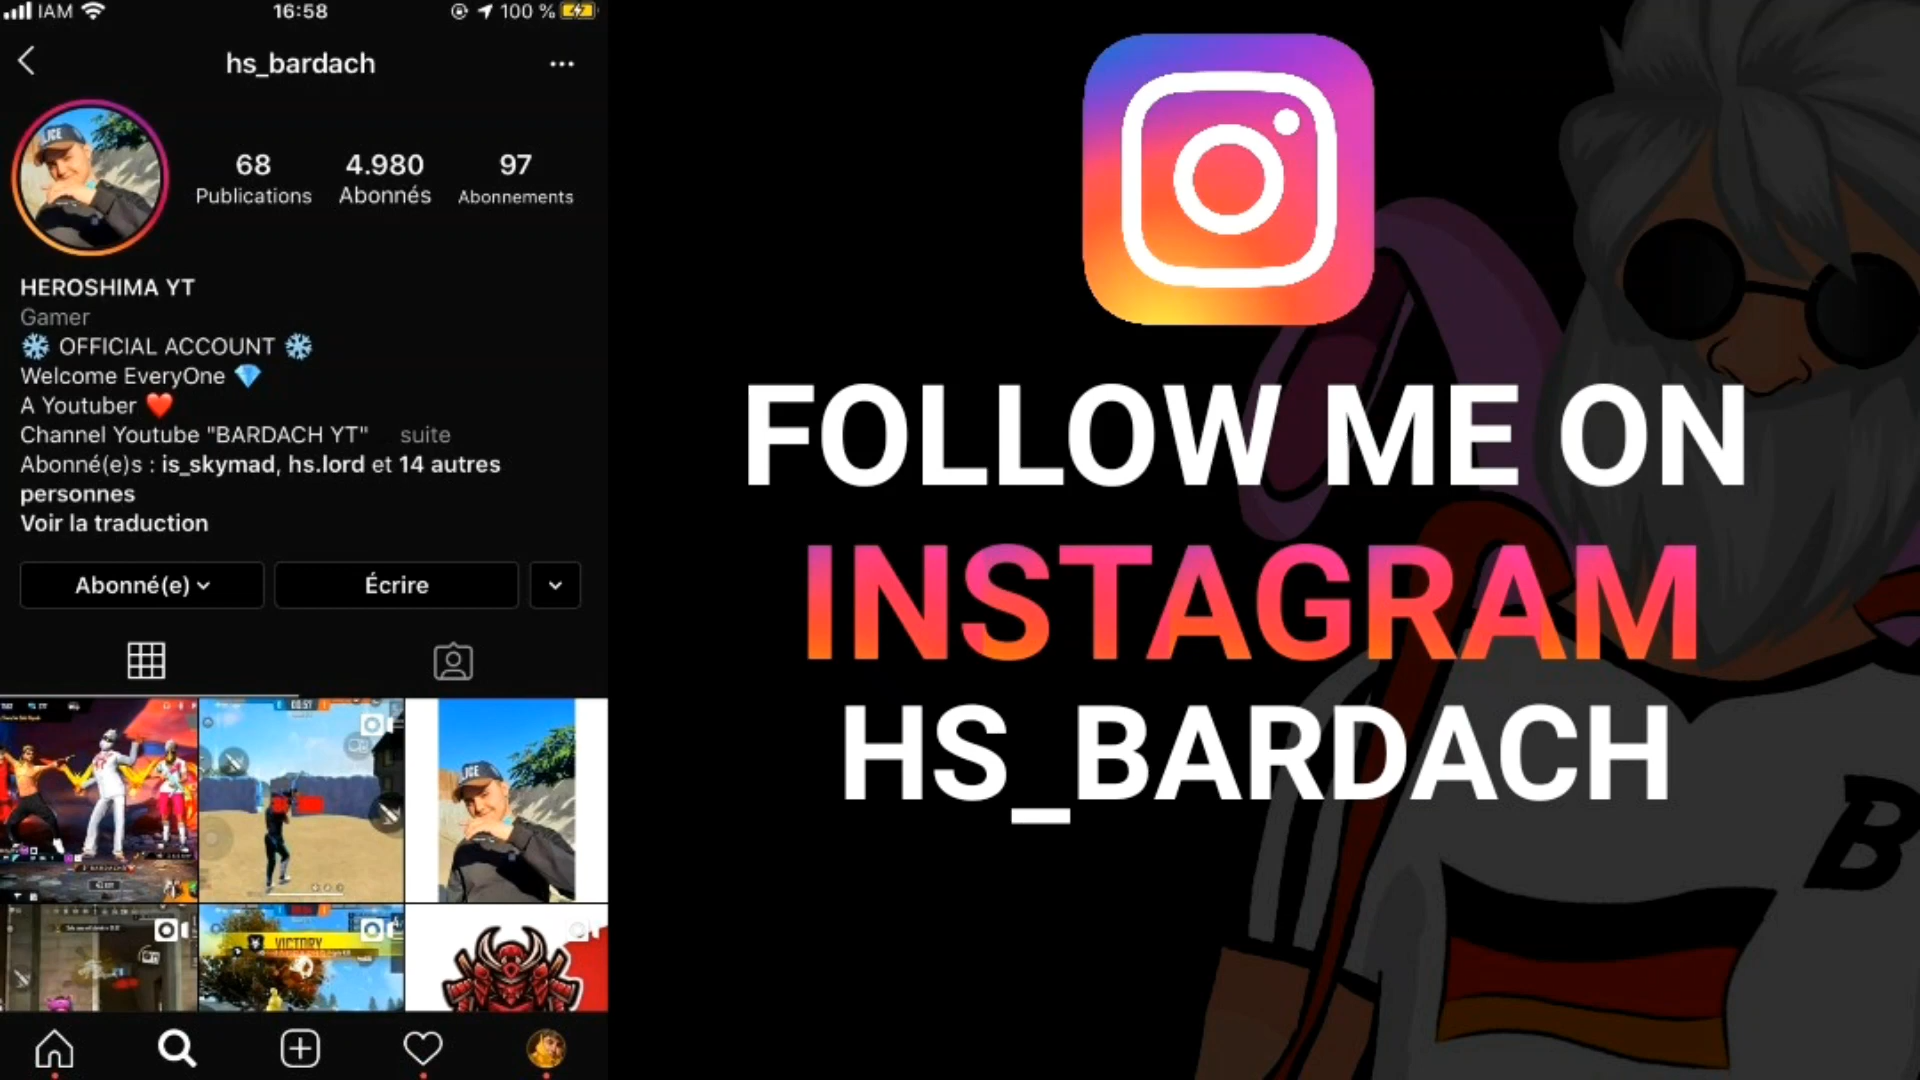 IAM 16:58 100 %
hs_bardach
68 4.980 97
Publications Abonnés Abonnements
HEROSHIMA YT
Gamer
❄ OFFICIAL ACCOUNT ❄
Welcome EveryOne 💎
A Youtuber ❤
Channel Youtube "BARDACH YT" suite
Abonné(e)s : is_skymad, hs.lord et 14 autres
personnes
Voir la traduction
Abonné(e) Écrire
VICTORY
FOLLOW ME ON
INSTAGRAM
HS_BARDACH
B